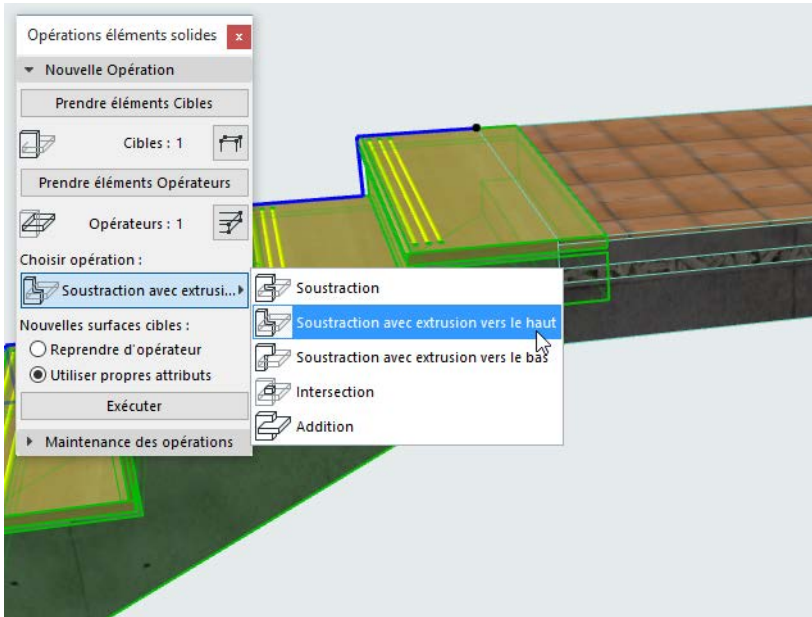 Opérations éléments solides
x
Nouvelle Opération
Prendre éléments Cibles
Cibles : 1
Prendre éléments Opérateurs
Opérateurs : 1
Choisir opération :
Soustraction avec extrusi...
Soustraction
Soustraction avec extrusion vers le haut
Soustraction avec extrusion vers le bas
Intersection
Addition
Nouvelles surfaces cibles :
Reprendre d'opérateur
Utiliser propres attributs
Exécuter
Maintenance des opérations